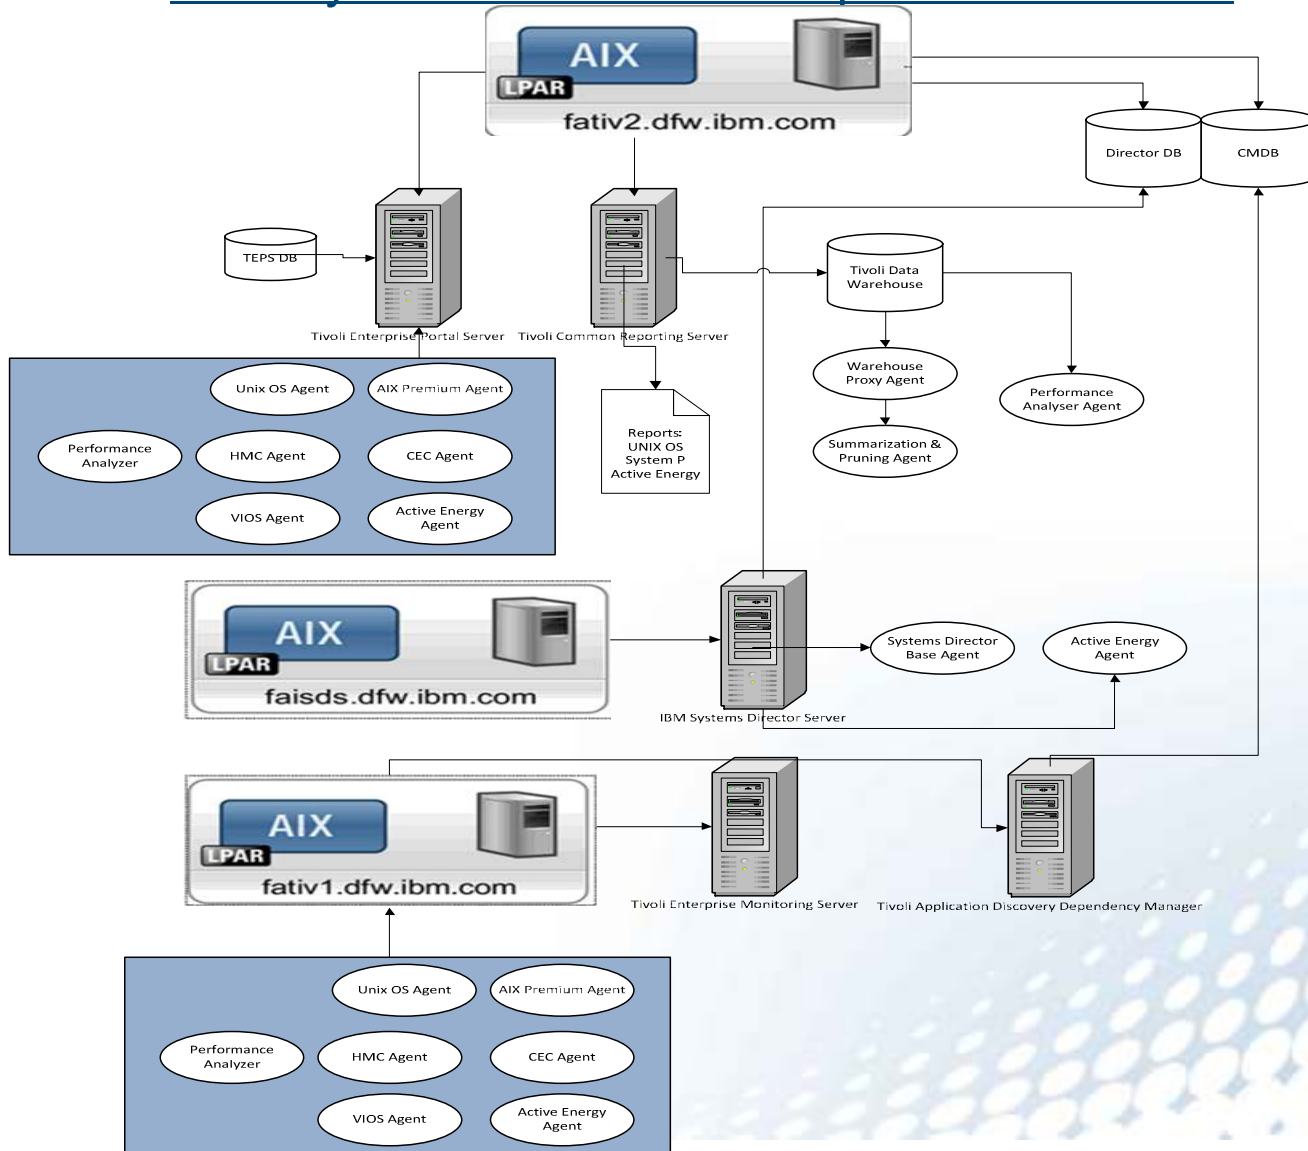 AIX
LPAR
fativ2.dfw.ibm.com
Director DB
CMDB
TEPS DB
Tivoli Data
Warehouse
Tivoli Enterprise Portal Server
Tivoli Common Reporting Server
Unix OS Agent
AIX Premium Agent
Performance
Analyzer
HMC Agent
CEC Agent
VIOS Agent
Active Energy
Agent
Reports:
UNIX OS
System P
Active Energy
Warehouse
Proxy Agent
Summarization &
Pruning Agent
Performance
Analyser Agent
AIX
LPAR
faisds.dfw.ibm.com
IBM Systems Director Server
Systems Director
Base Agent
Active Energy
Agent
AIX
LPAR
fativ1.dfw.ibm.com
Tivoli Enterprise Monitoring Server
Tivoli Application Discovery Dependency Manager
Unix OS Agent
AIX Premium Agent
Performance
Analyzer
HMC Agent
CEC Agent
VIOS Agent
Active Energy
Agent